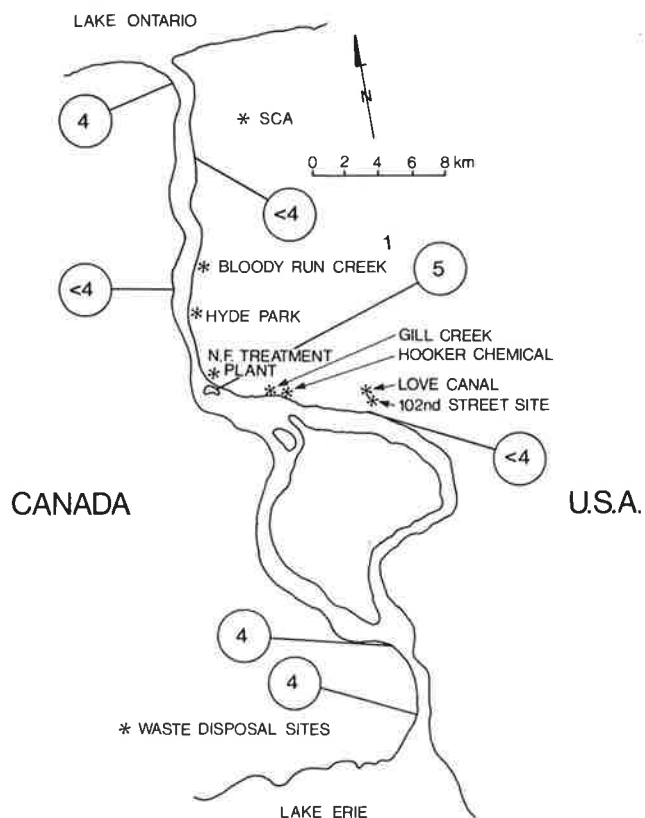 LAKE ONTARIO
4
* SCA
N
0 2 4 6 8 km
<4
1
<4
* BLOODY RUN CREEK
5
* HYDE PARK
GILL CREEK
HOOKER CHEMICAL
N.F. TREATMENT
* PLANT
LOVE CANAL
102nd STREET SITE
<4
CANADA
U.S.A.
4
4
* WASTE DISPOSAL SITES
LAKE ERIE